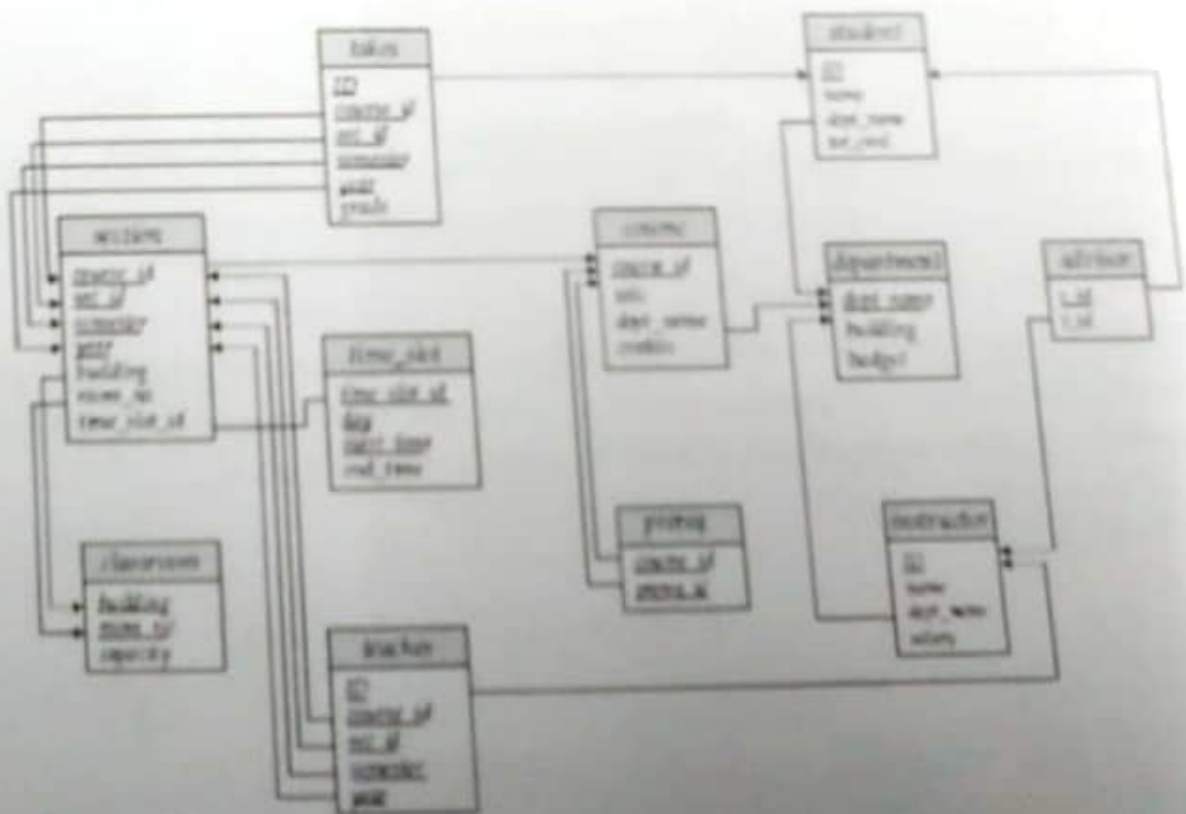 takes
ID
course_id
sec_id
semester
year
grade
student
ID
name
dept_name
tot_cred
section
course_id
sec_id
semester
year
building
room_no
time_slot_id
course
course_id
title
dept_name
credits
department
dept_name
building
budget
advisor
s_id
i_id
time_slot
time_slot_id
day
start_time
end_time
prereq
course_id
prereq_id
instructor
ID
name
dept_name
salary
classroom
building
room_no
capacity
teaches
ID
course_id
sec_id
semester
year